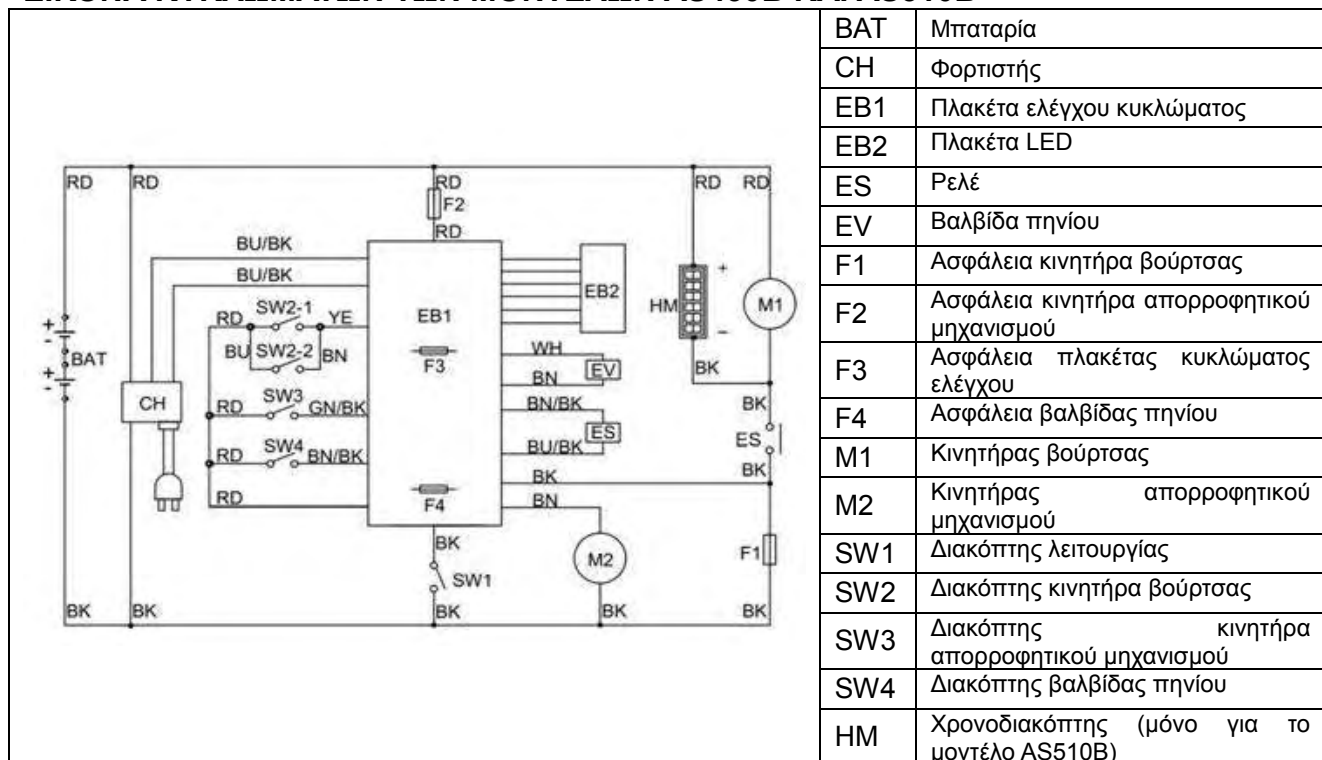 BAT Μπαταρία
CH Φορτιστής
EB1 Πλακέτα ελέγχου κυκλώματος
EB2 Πλακέτα LED
ES Ρελέ
EV Βαλβίδα πηνίου
F1 Ασφάλεια κινητήρα βούρτσας
F2 Ασφάλεια κινητήρα απορροφητικού
μηχανισμού
F3 Ασφάλεια πλακέτας κυκλώματος
ελέγχου
F4 Ασφάλεια βαλβίδας πηνίου
M1 Κινητήρας βούρτσας
M2 Κινητήρας απορροφητικού
μηχανισμού
SW1 Διακόπτης λειτουργίας
SW2 Διακόπτης κινητήρα βούρτσας
SW3 Διακόπτης κινητήρα
απορροφητικού μηχανισμού
SW4 Διακόπτης βαλβίδας πηνίου
HM Χρονοδιακόπτης (μόνο για το
μοντέλο AS510B)
RD RD RD RD RD
F2
RD
BU/BK
BU/BK
SW2-1
RD YE
EB1
EB2
HM
+
-
M1
BU SW2-2 BN
F3
WH
EV
BN
BK
+
-
BAT
+
-
CH
SW3
RD GN/BK
BN/BK
ES
BU/BK
BK
ES
BK
SW4
RD BN/BK
BK
RD
F4
BN
BK
SW1
M2
F1
BK BK BK BK BK